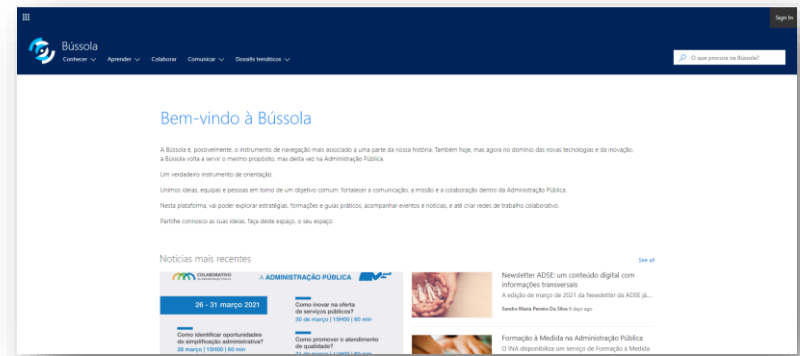 Sign In
Bússola
Conhecer Aprender Colaborar Comunicar Dossiês temáticos
O que procura na Bússola?
Bem-vindo à Bússola
A Bússola é, possivelmente, o instrumento de navegação mais associado a uma parte da nossa história. Também hoje, mas agora no domínio das novas tecnologias e da inovação,
a Bússola volta a servir o mesmo propósito, mas desta vez na Administração Pública.
Um verdadeiro instrumento de orientação.
Unimos ideias, equipas e pessoas em torno de um objetivo comum: fortalecer a comunicação, a missão e a colaboração dentro da Administração Pública.
Nesta plataforma, vai poder explorar estratégias, formações e guias práticos, acompanhar eventos e notícias, e até criar redes de trabalho colaborativo.
Partilhe connosco as suas ideias, faça deste espaço, o seu espaço.
Notícias mais recentes
See all
COLABORATIVO
A ADMINISTRAÇÃO PÚBLICA
26 - 31 março 2021
Como inovar na oferta
de serviços públicos?
30 de março | 15H00 | 60 min
Como identificar oportunidades
de simplificação administrativa?
26 março | 15H00 | 60 min
Como promover o atendimento
de qualidade?
Newsletter ADSE: um conteúdo digital com
informações transversais
A edição de março de 2021 da Newsletter da ADSE já...
Sandra Maria Pereira Da Silva 6 days ago
Formação à Medida na Administração Pública
O INA disponibiliza um serviço de Formação à Medida